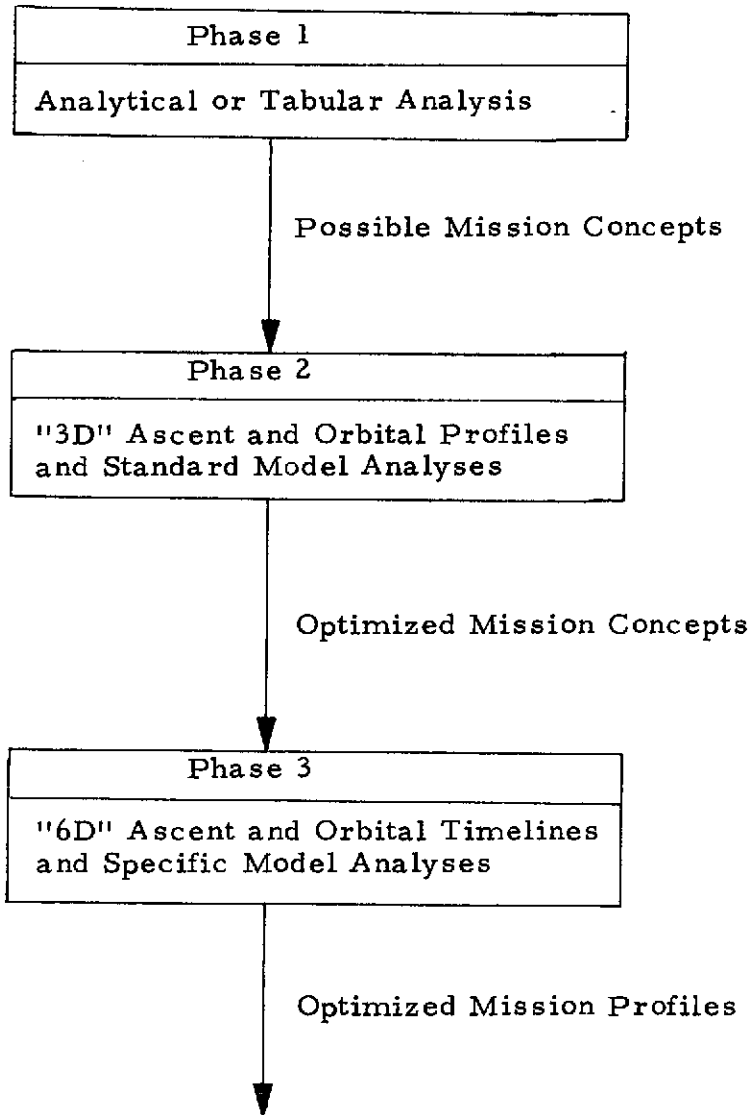 Phase 1
Analytical or Tabular Analysis
Possible Mission Concepts
Phase 2
"3D" Ascent and Orbital Profiles
and Standard Model Analyses
Optimized Mission Concepts
Phase 3
"6D" Ascent and Orbital Timelines
and Specific Model Analyses
Optimized Mission Profiles